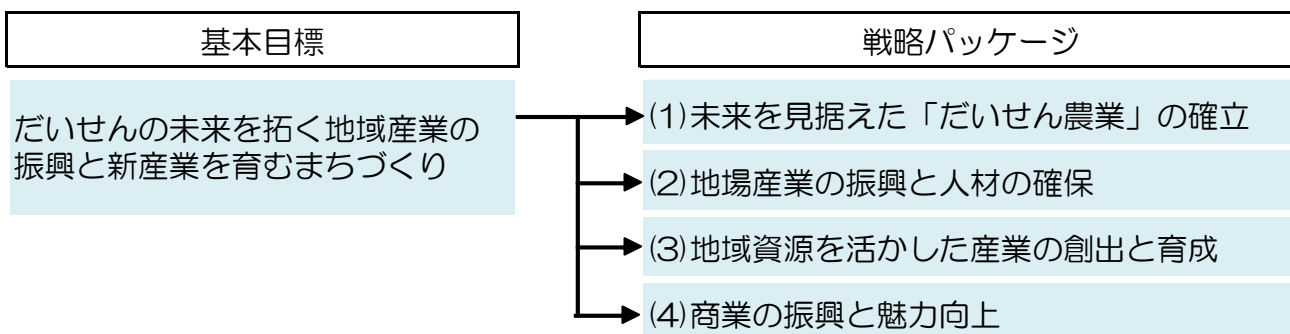 基本目標
戦略パッケージ
だいせんの未来を拓く地域産業の
振興と新産業を育むまちづくり
(1)未来を見据えた「だいせん農業」の確立
(2)地場産業の振興と人材の確保
(3)地域資源を活かした産業の創出と育成
(4)商業の振興と魅力向上